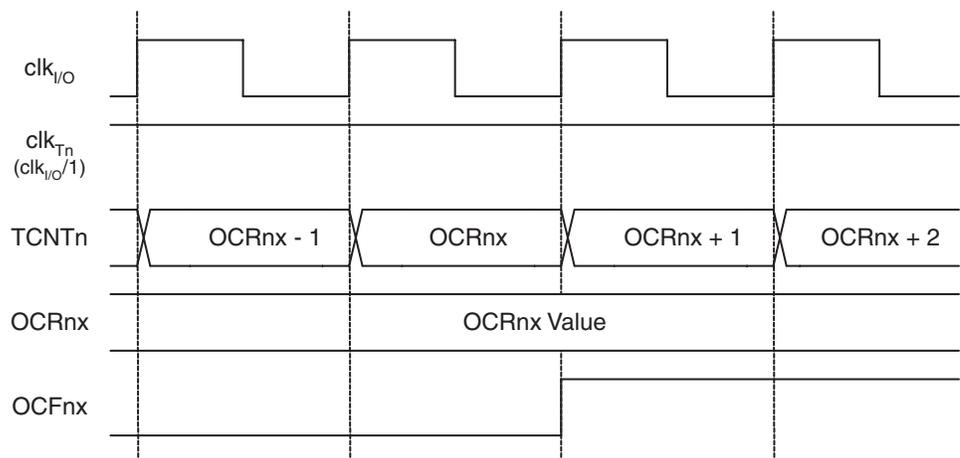 clkI/O
clkTn
(clkI/O/1)
TCNTn OCRnx - 1 OCRnx OCRnx + 1 OCRnx + 2
OCRnx OCRnx Value
OCFnx